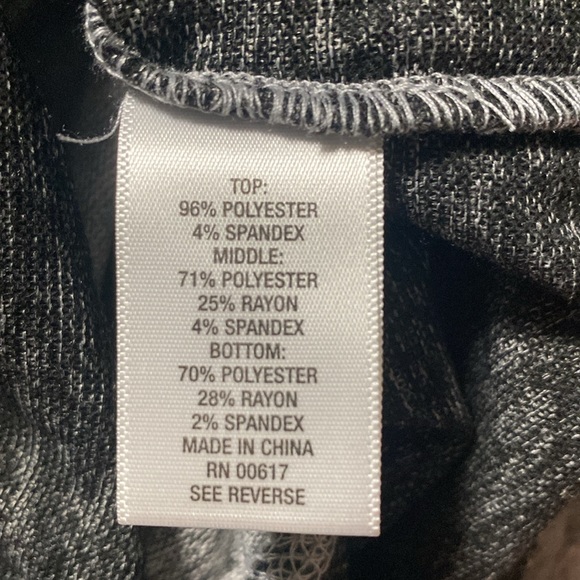 TOP:
96% POLYESTER
4% SPANDEX
MIDDLE:
71% POLYESTER
25% RAYON
4% SPANDEX
BOTTOM:
70% POLYESTER
28% RAYON
2% SPANDEX
MADE IN CHINA
RN 00617
SEE REVERSE